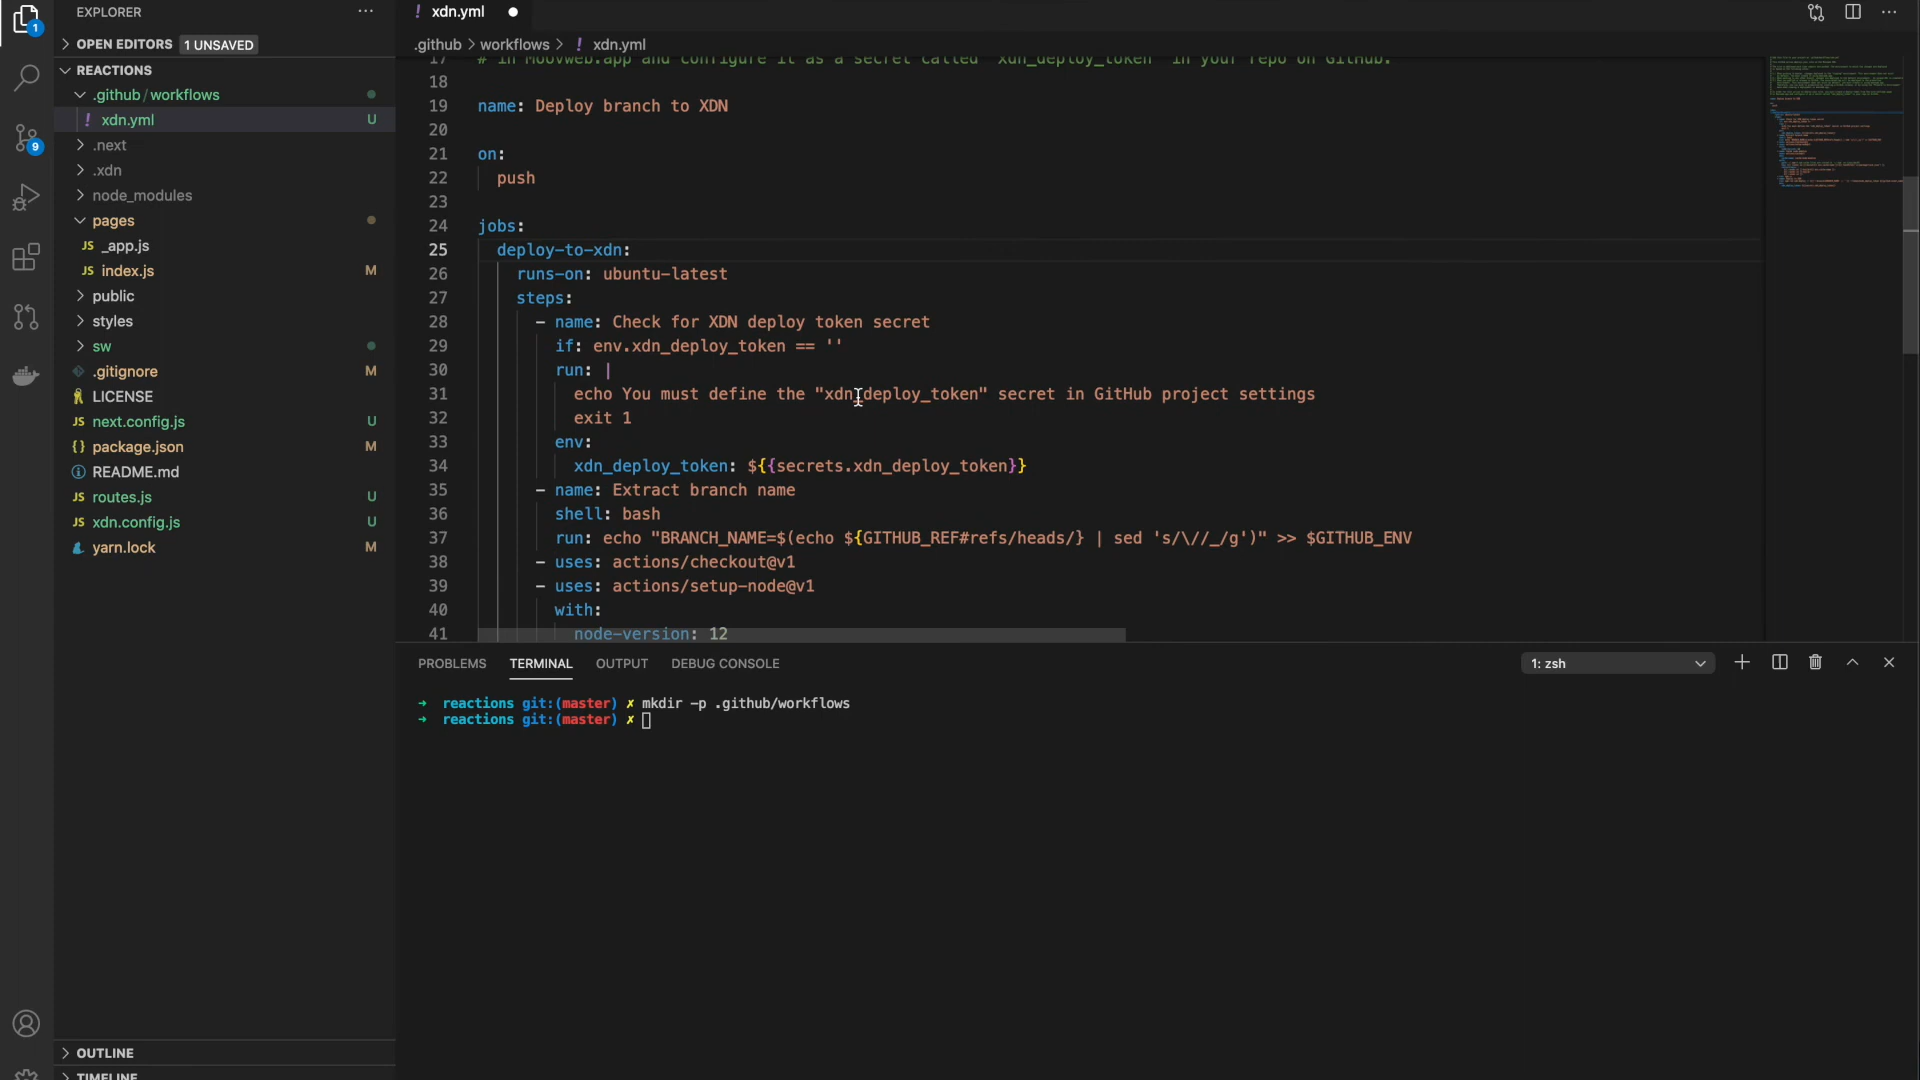 EXPLORER
OPEN EDITORS 1 UNSAVED
REACTIONS
.github / workflows
! xdn.yml U
.next
.xdn
node_modules
pages
JS _app.js
JS index.js M
public
styles
sw
.gitignore M
LICENSE
JS next.config.js U
{} package.json M
README.md
JS routes.js U
JS xdn.config.js U
yarn.lock M
OUTLINE
TIMELINE
1
9
! xdn.yml
.github > workflows > ! xdn.yml
17 # in Moovweb.app and configure it as a secret called "xdn_deploy_token" in your repo on GitHub.
18
19 name: Deploy branch to XDN
20
21 on:
22 push
23
24 jobs:
25 deploy-to-xdn:
26 runs-on: ubuntu-latest
27 steps:
28 - name: Check for XDN deploy token secret
29 if: env.xdn_deploy_token == ''
30 run: |
31 echo You must define the "xdn_deploy_token" secret in GitHub project settings
32 exit 1
33 env:
34 xdn_deploy_token: ${{secrets.xdn_deploy_token}}
35 - name: Extract branch name
36 shell: bash
37 run: echo "BRANCH_NAME=$(echo ${GITHUB_REF#refs/heads/} | sed 's/\//_/g')" >> $GITHUB_ENV
38 - uses: actions/checkout@v1
39 - uses: actions/setup-node@v1
40 with:
41 node-version: 12
PROBLEMS TERMINAL OUTPUT DEBUG CONSOLE 1: zsh
→ reactions git:(master) ✗ mkdir -p .github/workflows
→ reactions git:(master) ✗